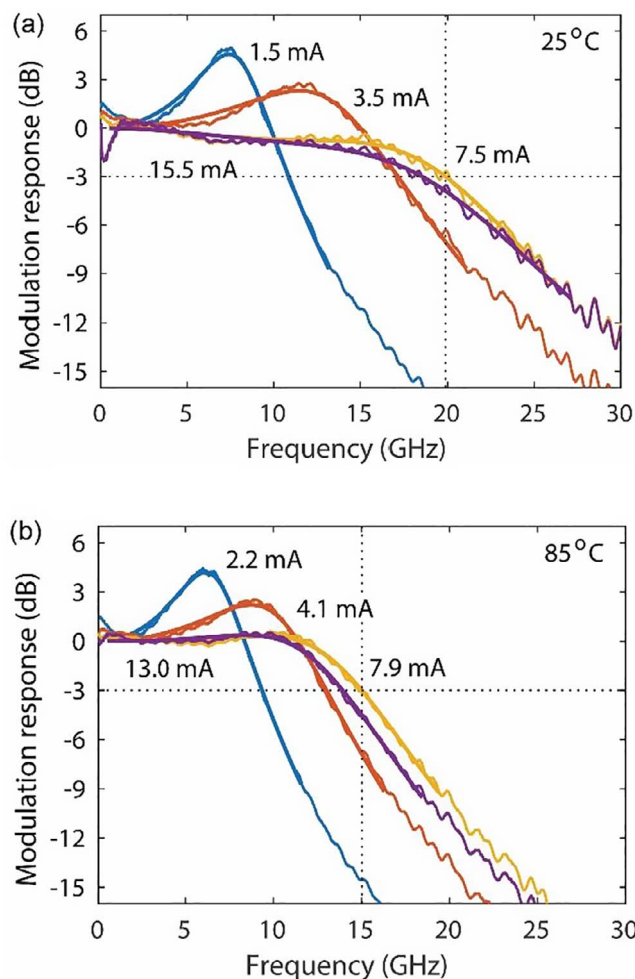 (a)
25°C
1.5 mA
3.5 mA
7.5 mA
15.5 mA
Modulation response (dB)
6
3
0
-3
-6
-9
-12
-15
0 5 10 15 20 25 30
Frequency (GHz)
(b)
85°C
2.2 mA
4.1 mA
7.9 mA
13.0 mA
Modulation response (dB)
6
3
0
-3
-6
-9
-12
-15
0 5 10 15 20 25 30
Frequency (GHz)